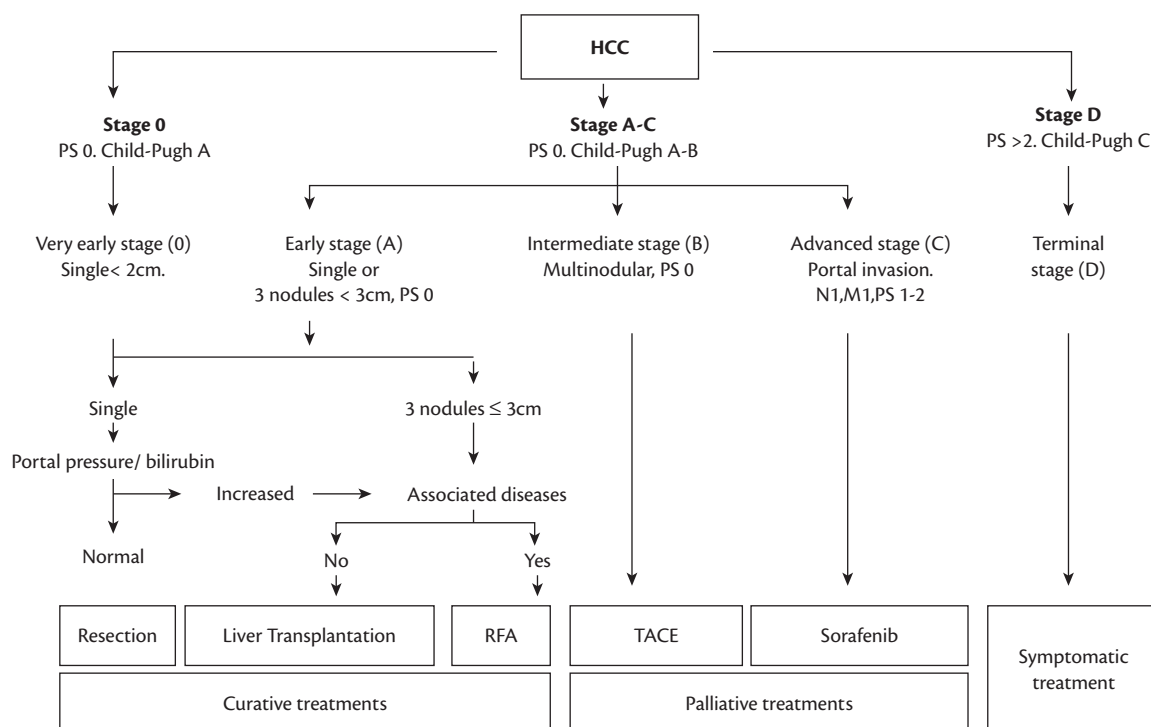 HCC
Stage 0
PS 0. Child-Pugh A
Stage A-C
PS 0. Child-Pugh A-B
Stage D
PS >2. Child-Pugh C
Very early stage (0)
Single< 2cm.
Early stage (A)
Single or
3 nodules < 3cm, PS 0
Intermediate stage (B)
Multinodular, PS 0
Advanced stage (C)
Portal invasion.
N1,M1,PS 1-2
Terminal
stage (D)
Single
3 nodules ≤ 3cm
Portal pressure/ bilirubin
Increased
Associated diseases
Normal
No
Yes
Resection
Liver Transplantation
RFA
TACE
Sorafenib
Symptomatic
treatment
Curative treatments
Palliative treatments